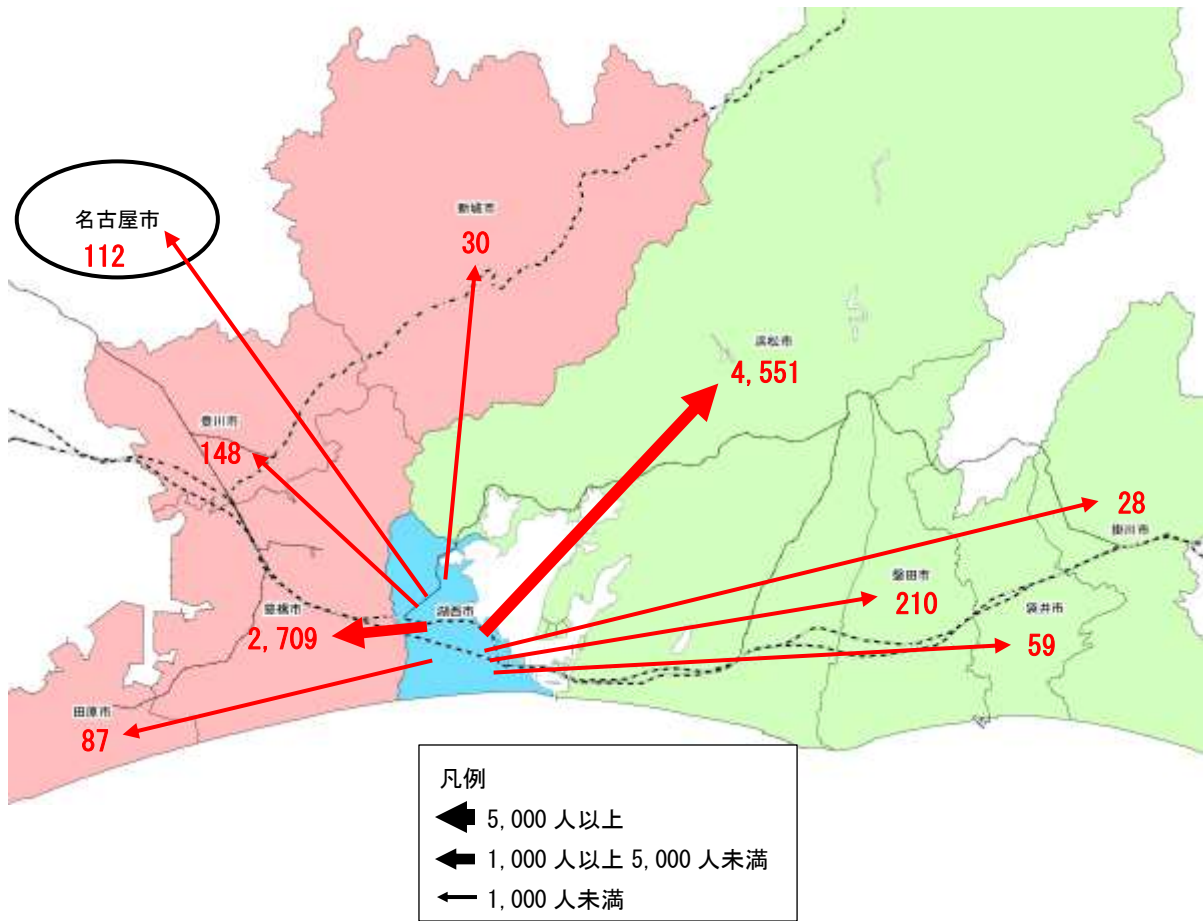 名古屋市
112
新城市
30
浜松市
4,551
豊川市
148
28
掛川市
磐田市
210
湖西市
豊橋市
2,709
袋井市
59
田原市
87
凡例
5,000 人以上
1,000 人以上 5,000 人未満
1,000 人未満